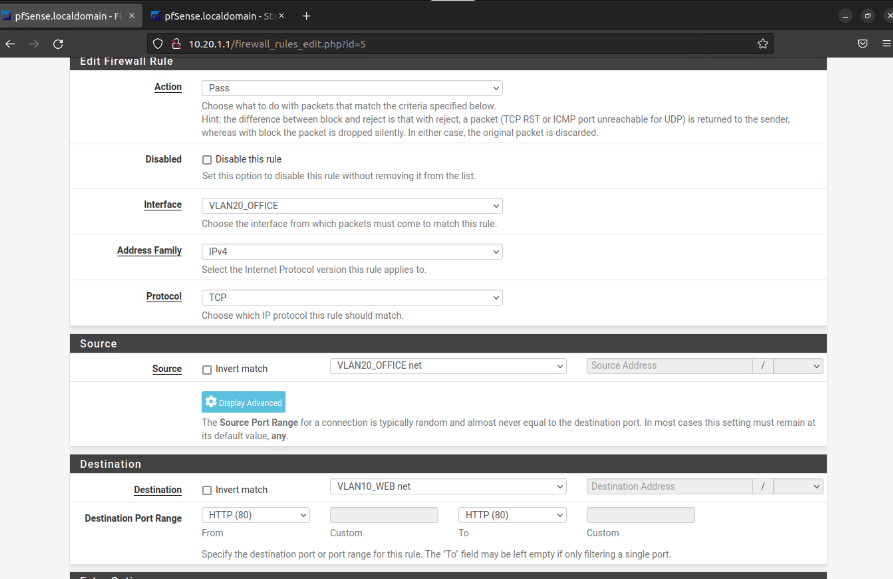 pfSense.localdomain - Fi
pfSense.localdomain - Sta
10.20.1.1/firewall_rules_edit.php?id=5
Edit Firewall Rule
Action
Pass
Choose what to do with packets that match the criteria specified below.
Hint: the difference between block and reject is that with reject, a packet (TCP RST or ICMP port unreachable for UDP) is returned to the sender,
whereas with block the packet is dropped silently. In either case, the original packet is discarded.
Disabled
Disable this rule
Set this option to disable this rule without removing it from the list.
Interface
VLAN20_OFFICE
Choose the interface from which packets must come to match this rule.
Address Family
IPv4
Select the Internet Protocol version this rule applies to.
Protocol
TCP
Choose which IP protocol this rule should match.
Source
Source
Invert match
VLAN20_OFFICE net
Source Address
/
Display Advanced
The Source Port Range for a connection is typically random and almost never equal to the destination port. In most cases this setting must remain at
its default value, any.
Destination
Destination
Invert match
VLAN10_WEB net
Destination Address
/
Destination Port Range
HTTP (80)
HTTP (80)
From
Custom
To
Custom
Specify the destination port or port range for this rule. The "To" field may be left empty if only filtering a single port.